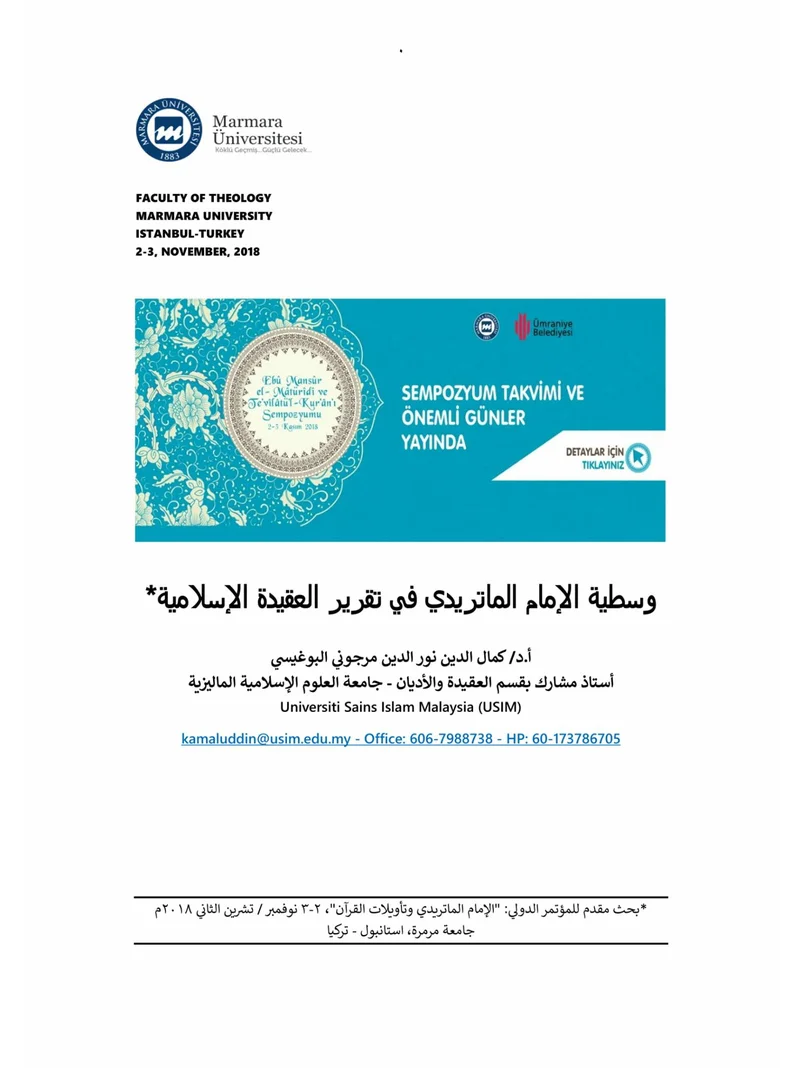 MARMARA ÜNİVERSİTESİ
1883
Marmara
Üniversitesi
Köklü Geçmiş...Güçlü Gelecek...
FACULTY OF THEOLOGY
MARMARA UNIVERSITY
ISTANBUL-TURKEY
2-3, NOVEMBER, 2018
Ümraniye
Belediyesi
Ebû Mansûr
el-Mâtürîdî ve
Te'vîlâtü'l-Kur'ân'ı
Sempozyumu
2-3 Kasım 2018
SEMPOZYUM TAKVİMİ VE
ÖNEMLİ GÜNLER
YAYINDA
DETAYLAR İÇİN
TIKLAYINIZ
وسطية الإمام الماتريدي في تقرير العقيدة الإسلامية*
أ.د/ كمال الدين نور الدين مرجوني البوغيسي
أستاذ مشارك بقسم العقيدة والأديان - جامعة العلوم الإسلامية الماليزية
Universiti Sains Islam Malaysia (USIM)
kamaluddin@usim.edu.my - Office: 606-7988738 - HP: 60-173786705
*بحث مقدم للمؤتمر الدولي: "الإمام الماتريدي وتأويلات القرآن"، ٢-٣ نوفمبر / تشرين الثاني ٢٠١٨م
جامعة مرمرة، استانبول - تركيا